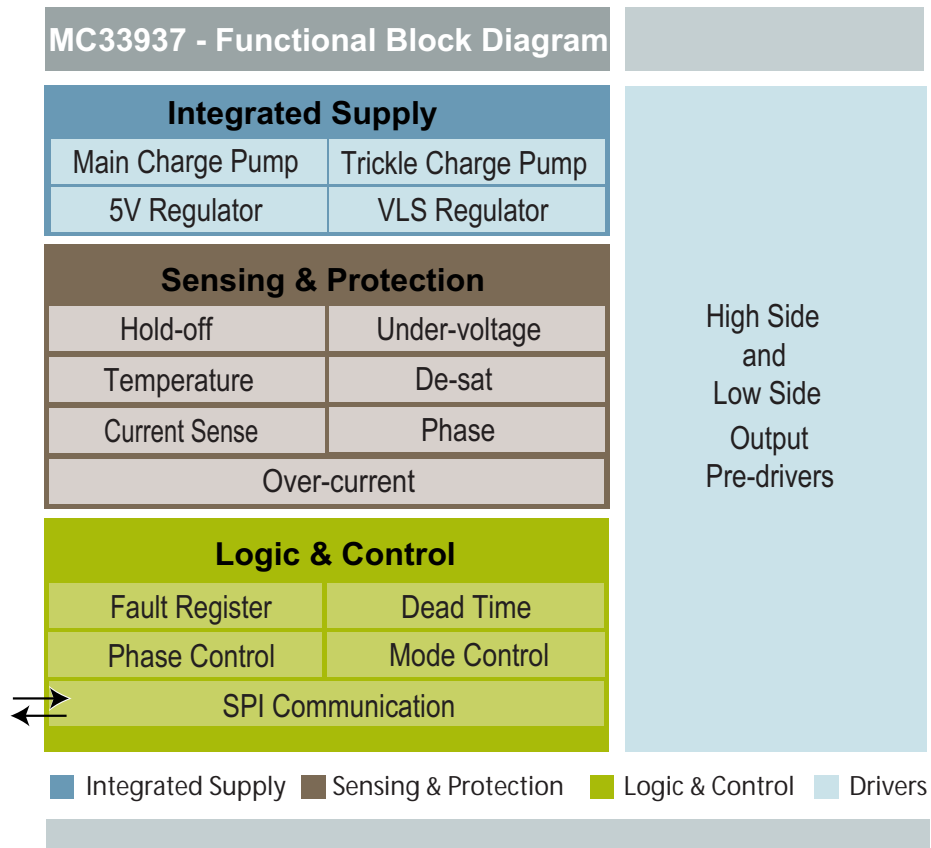 MC33937 - Functional Block Diagram
Integrated Supply
Main Charge Pump
Trickle Charge Pump
5V Regulator
VLS Regulator
Sensing & Protection
Hold-off
Under-voltage
Temperature
De-sat
Current Sense
Phase
Over-current
Logic & Control
Fault Register
Dead Time
Phase Control
Mode Control
SPI Communication
High Side
and
Low Side
Output
Pre-drivers
Integrated Supply
Sensing & Protection
Logic & Control
Drivers